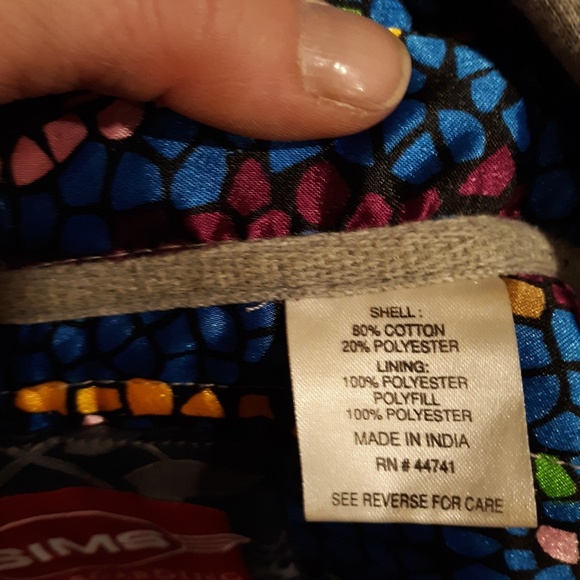 SHELL:
80% COTTON
20% POLYESTER
LINING:
100% POLYESTER
POLYFILL
100% POLYESTER
MADE IN INDIA
RN # 44741
SEE REVERSE FOR CARE
SIMS